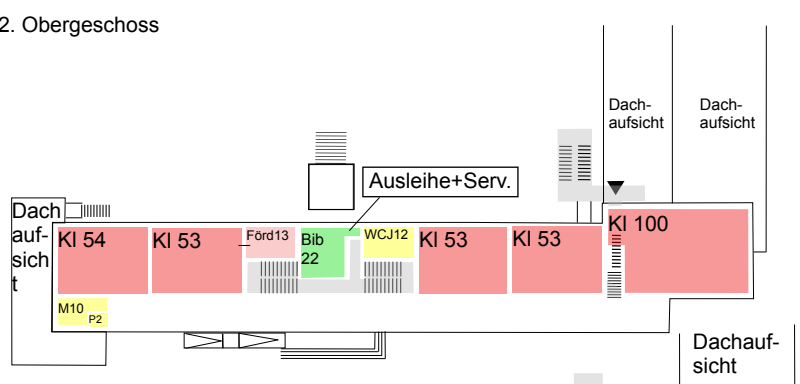 2. Obergeschoss
Dach-
aufsicht
Dach-
aufsicht
Ausleihe+Serv.
Dach
auf-
sich
t
Kl 54
Kl 53
Förd13
Bib
22
WCJ12
Kl 53
Kl 53
Kl 100
M10
P2
Dachauf-
sicht